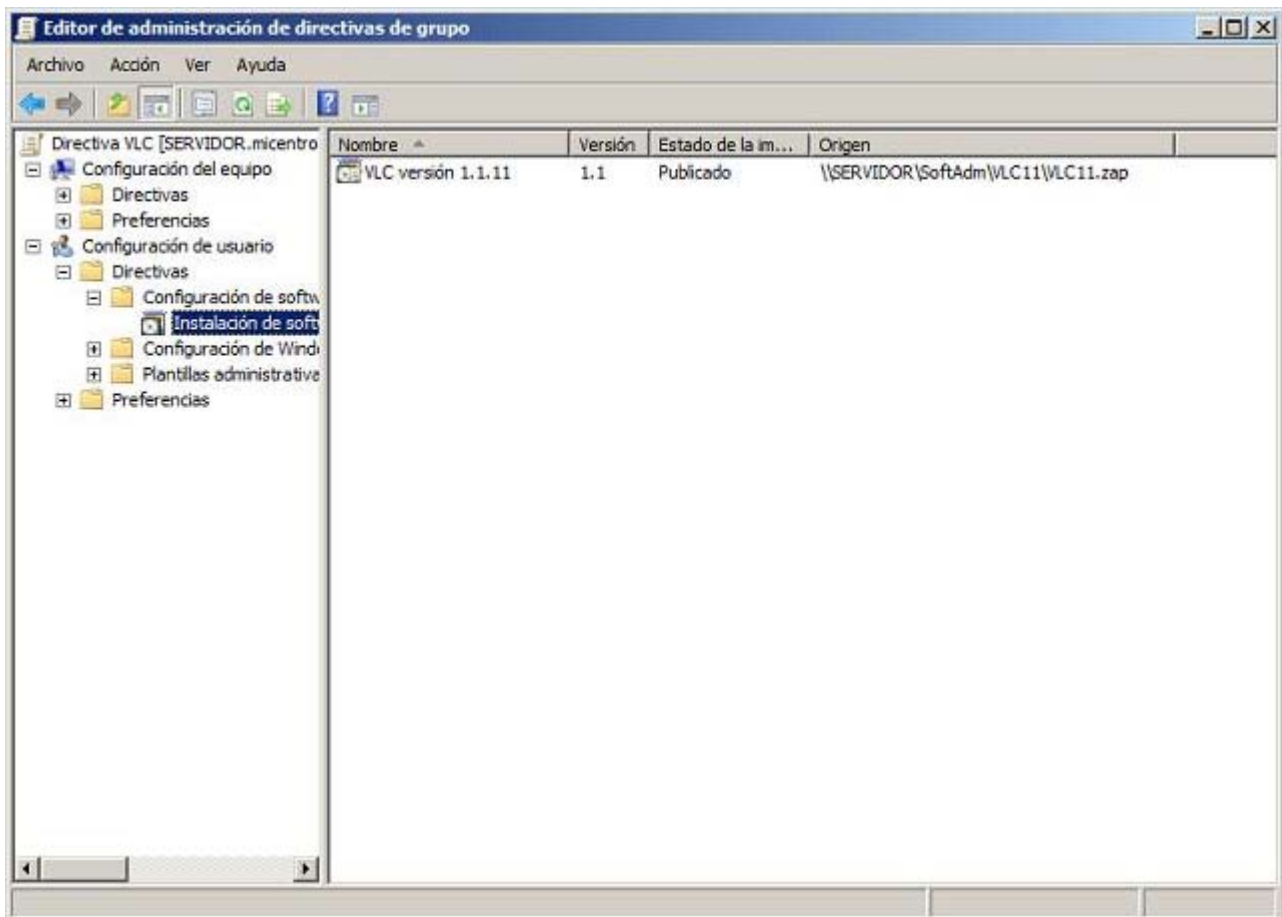 Editor de administración de directivas de grupo
Archivo Acción Ver Ayuda
Directiva VLC [SERVIDOR.micentro
Configuración del equipo
Directivas
Preferencias
Configuración de usuario
Directivas
Configuración de softw
Instalación de soft
Configuración de Wind
Plantillas administrativa
Preferencias
Nombre Versión Estado de la im... Origen
VLC versión 1.1.11 1.1 Publicado \\SERVIDOR\SoftAdm\VLC11\VLC11.zap